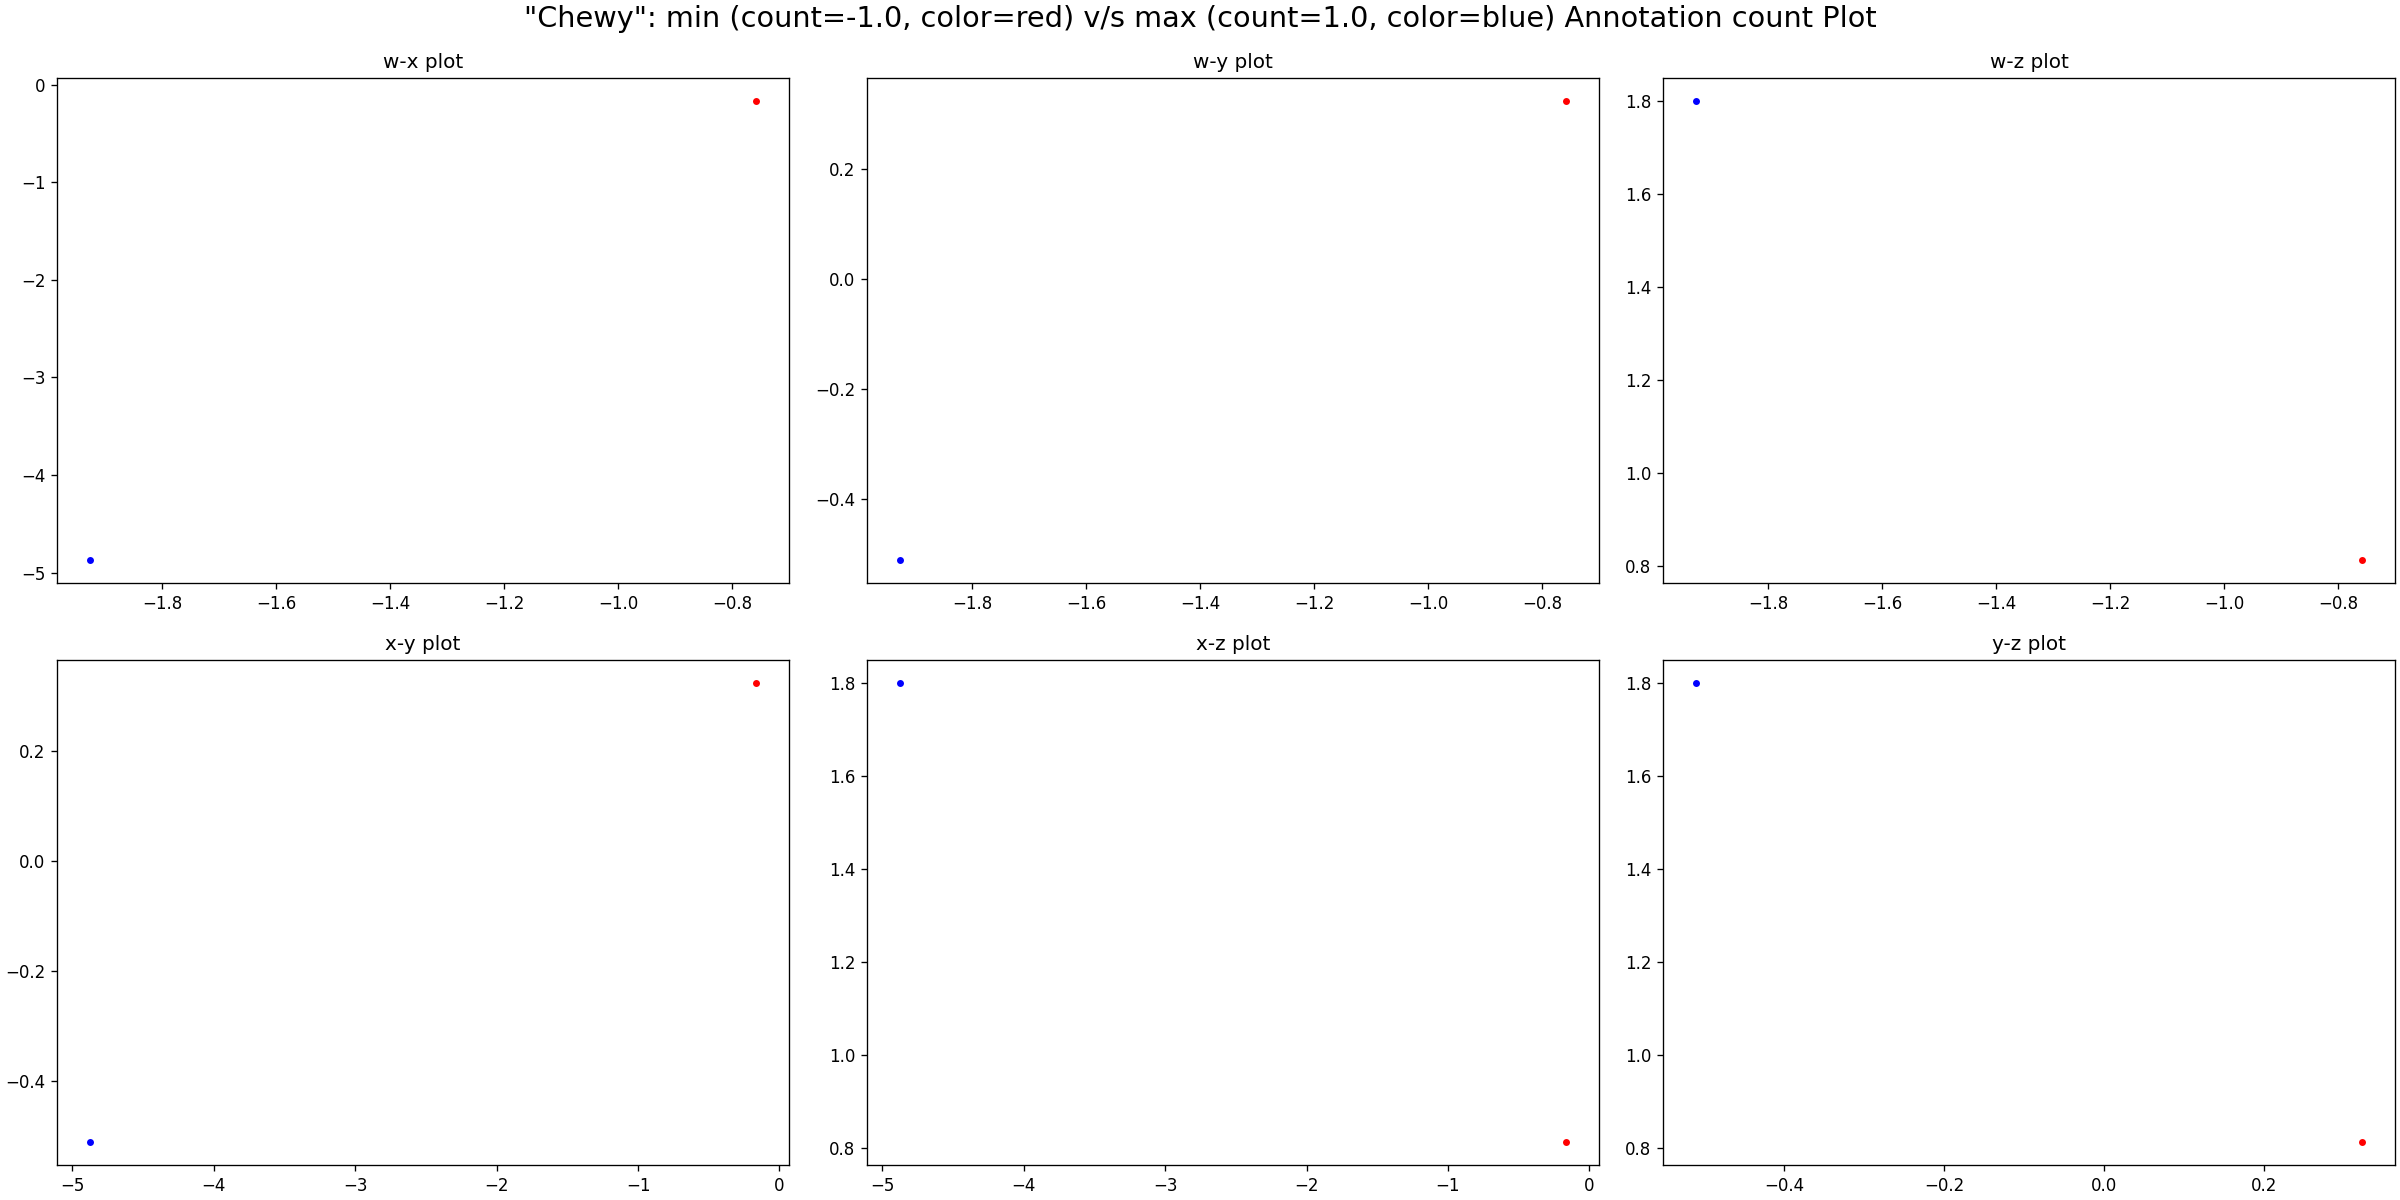 "Chewy": min (count=-1.0, color=red) v/s max (count=1.0, color=blue) Annotation count Plot
w-x plot
0
−1
−2
−3
−4
−5
−1.8 −1.6 −1.4 −1.2 −1.0 −0.8
w-y plot
0.2
0.0
−0.2
−0.4
−1.8 −1.6 −1.4 −1.2 −1.0 −0.8
w-z plot
1.8
1.6
1.4
1.2
1.0
0.8
−1.8 −1.6 −1.4 −1.2 −1.0 −0.8
x-y plot
0.2
0.0
−0.2
−0.4
−5 −4 −3 −2 −1 0
x-z plot
1.8
1.6
1.4
1.2
1.0
0.8
−5 −4 −3 −2 −1 0
y-z plot
1.8
1.6
1.4
1.2
1.0
0.8
−0.4 −0.2 0.0 0.2